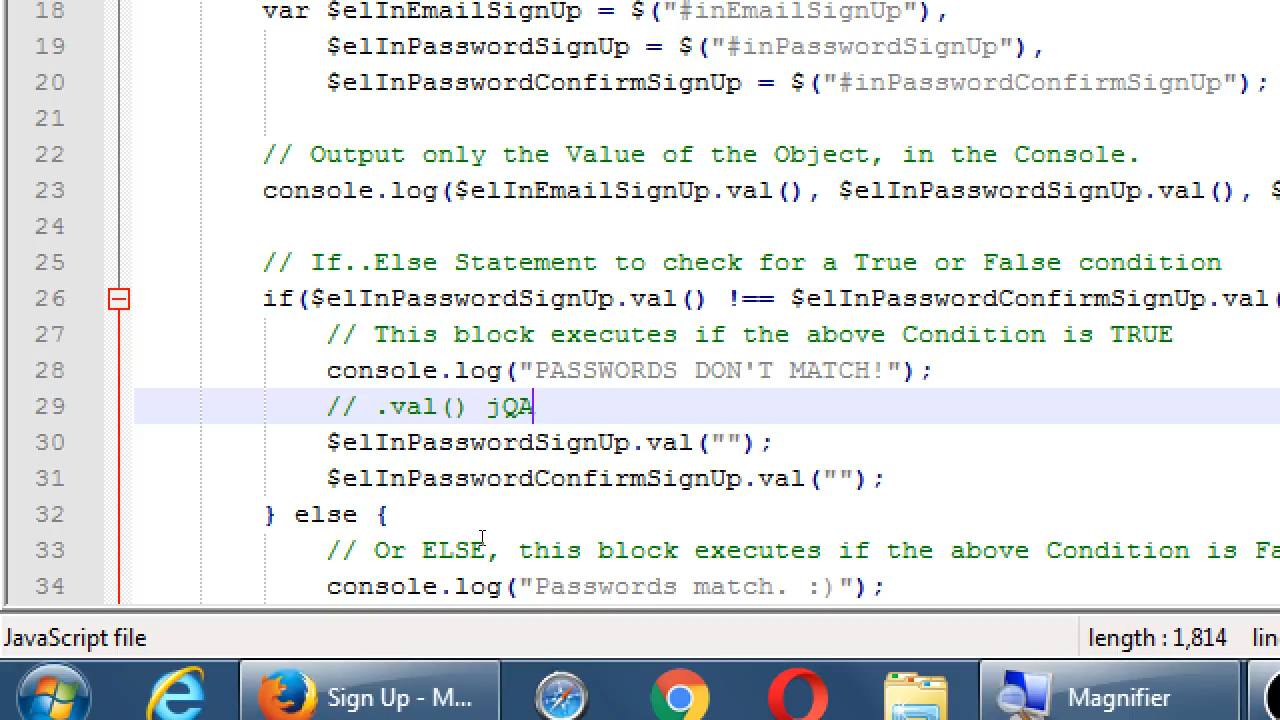 18 var $elInEmailSignUp = $("#inEmailSignUp"),
19 $elInPasswordSignUp = $("#inPasswordSignUp"),
20 $elInPasswordConfirmSignUp = $("#inPasswordConfirmSignUp");
21
22 // Output only the Value of the Object, in the Console.
23 console.log($elInEmailSignUp.val(), $elInPasswordSignUp.val(), $
24
25 // If..Else Statement to check for a True or False condition
26 if($elInPasswordSignUp.val() !== $elInPasswordConfirmSignUp.val(
27 // This block executes if the above Condition is TRUE
28 console.log("PASSWORDS DON'T MATCH!");
29 // .val() jQA
30 $elInPasswordSignUp.val("");
31 $elInPasswordConfirmSignUp.val("");
32 } else {
33 // Or ELSE, this block executes if the above Condition is Fa
34 console.log("Passwords match. :)");
JavaScript file length : 1,814 lin
Sign Up - M... Magnifier